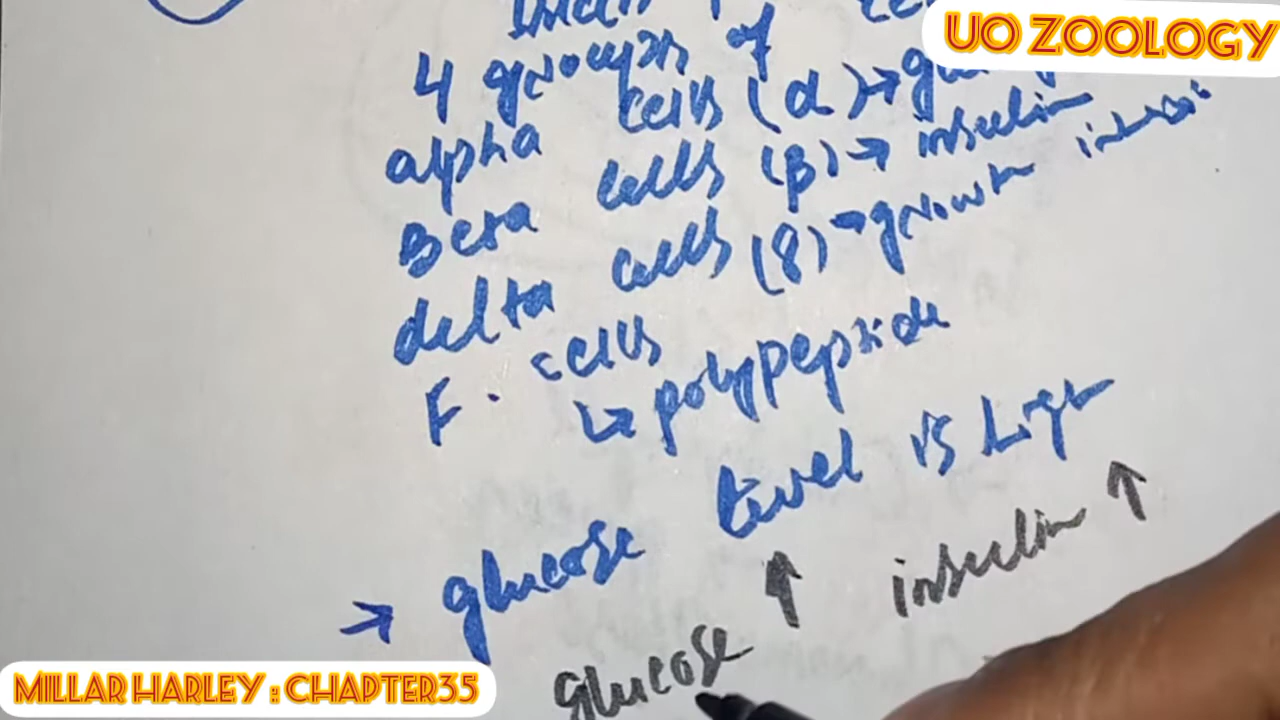 UO ZOOLOGY
4 groups of
alpha cells (α) →
Beta cells (β) → insulin
delta cells (δ) → growth
F. cells
↳ polypeptide
→ glucose level is high
glucose ↑ insulin ↑
MILLAR HARLEY : CHAPTER35